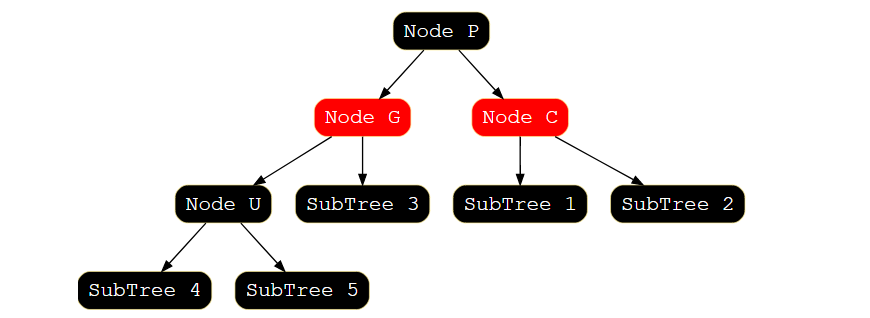 Node P
Node G
Node C
Node U
SubTree 3
SubTree 1
SubTree 2
SubTree 4
SubTree 5